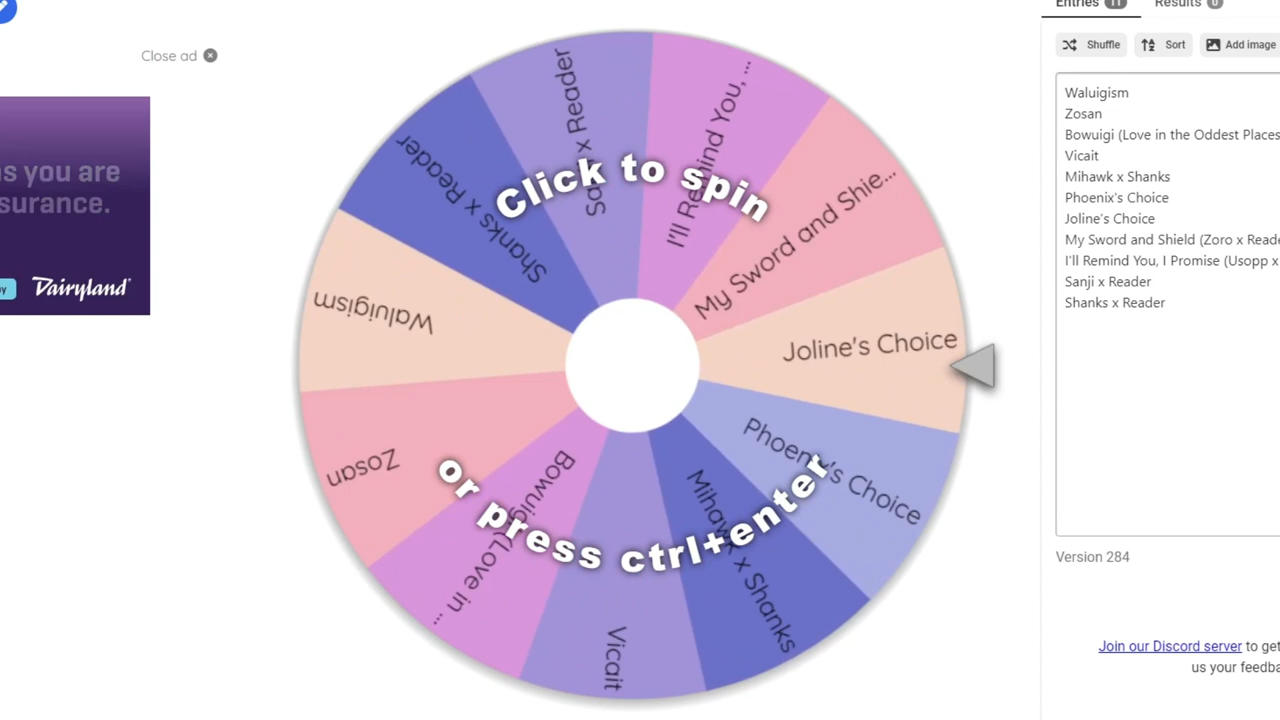 Entries 11 Results 0
Close ad
Shuffle Sort Add image
s you are
surance.
Dairyland
Click to spin
or press ctrl+enter
Sanji x Reader
I'll Remind You, ...
My Sword and Shie...
Joline's Choice
Phoenix's Choice
Mihawk x Shanks
Vicait
Bowuigi (Love in ...
Zosan
Waluigism
Shanks x Reader
Waluigism
Zosan
Bowuigi (Love in the Oddest Places
Vicait
Mihawk x Shanks
Phoenix's Choice
Joline's Choice
My Sword and Shield (Zoro x Reade
I'll Remind You, I Promise (Usopp x
Sanji x Reader
Shanks x Reader
Version 284
Join our Discord server to get
us your feedba